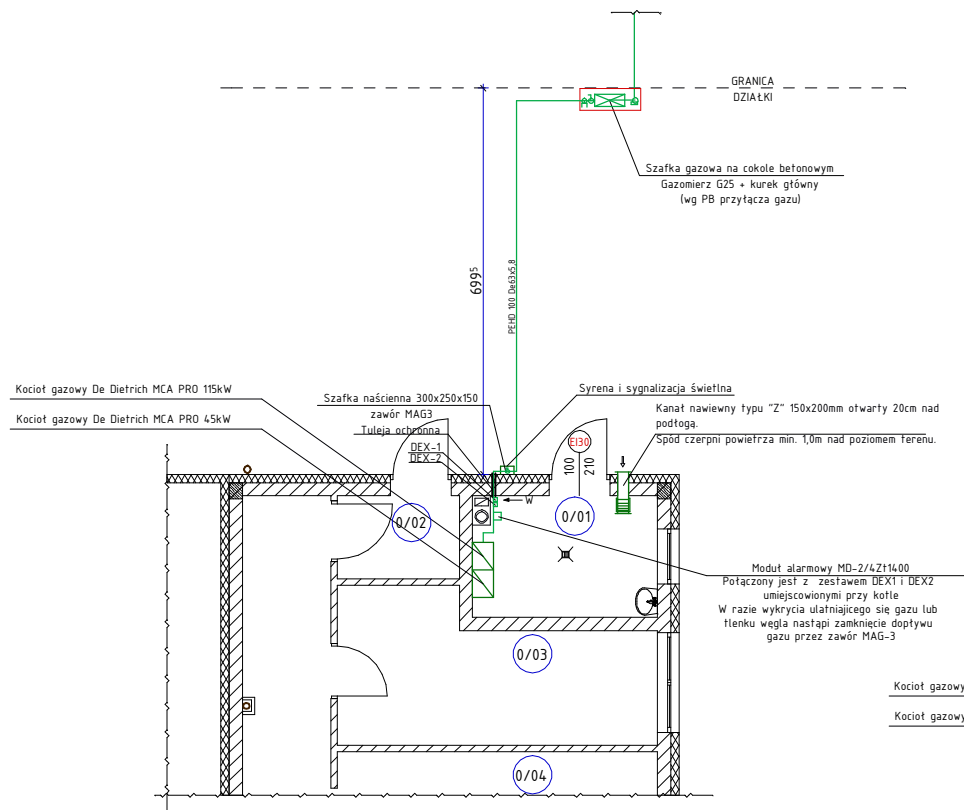 GRANICA
DZIAŁKI
Szafka gazowa na cokole betonowym
Gazomierz G25 + kurek główny
(wg PB przyłącza gazu)
699⁵
PEHD 100 De63x5,8
Kocioł gazowy De Dietrich MCA PRO 115kW
Kocioł gazowy De Dietrich MCA PRO 45kW
Szafka naścienna 300x250x150
zawór MAG3
Tuleja ochronna
DEX-1
DEX-2
Syrena i sygnalizacja świetlna
Kanał nawiewny typu "Z" 150x200mm otwarty 20cm nad
podłogą.
Spód czerpni powietrza min. 1,0m nad poziomem terenu.
EI30
100
210
W
0/01
0/02
Moduł alarmowy MD-2/4Zł1400
Połączony jest z zestawem DEX1 i DEX2
umiejscowionymi przy kotle
W razie wykrycia ulatniajicego się gazu lub
tlenku węgla nastąpi zamknięcie dopływu
gazu przez zawór MAG-3
0/03
Kocioł gazowy
Kocioł gazowy
0/04